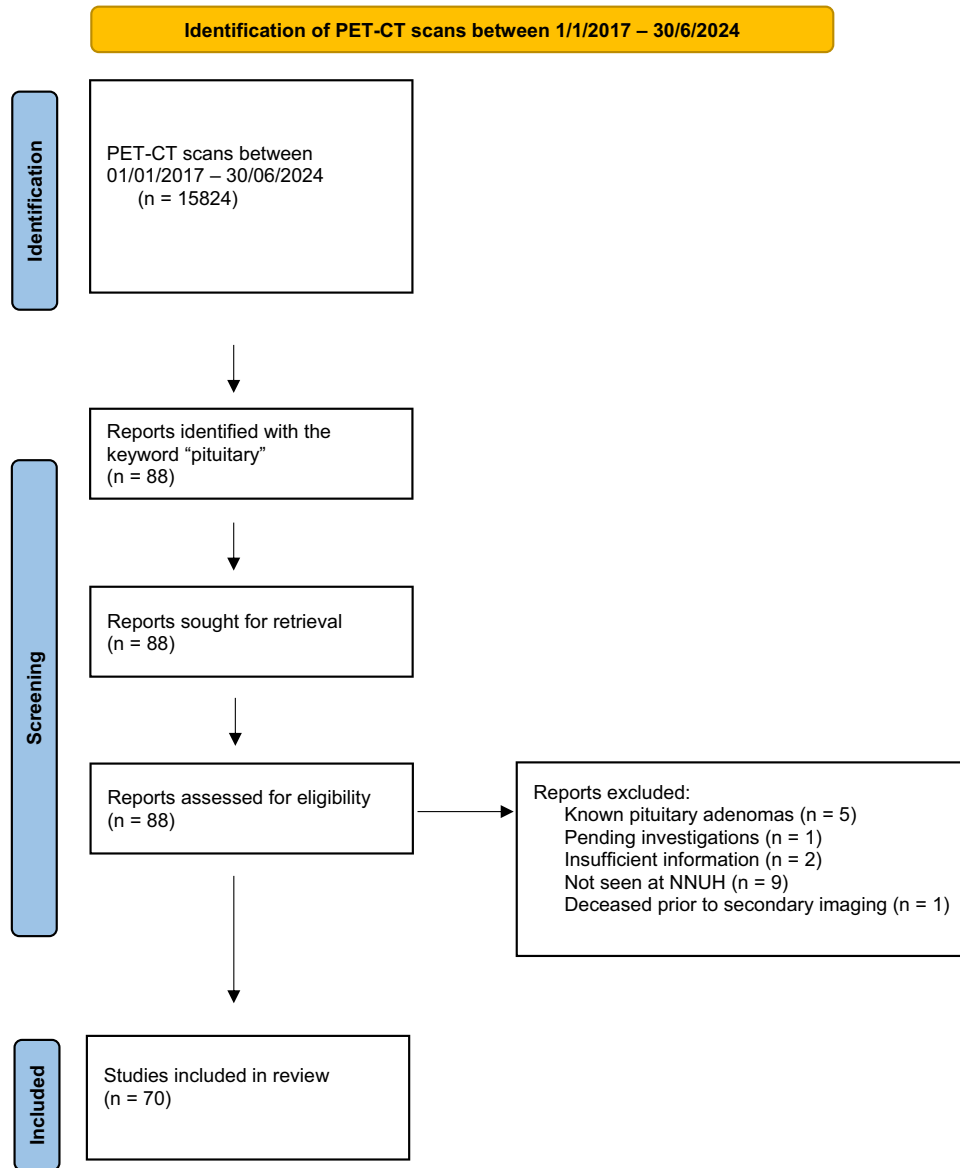 Identification of PET-CT scans between 1/1/2017 – 30/6/2024
Identification
PET-CT scans between
01/01/2017 – 30/06/2024
(n = 15824)
Screening
Reports identified with the
keyword “pituitary”
(n = 88)
Reports sought for retrieval
(n = 88)
Reports assessed for eligibility
(n = 88)
Reports excluded:
Known pituitary adenomas (n = 5)
Pending investigations (n = 1)
Insufficient information (n = 2)
Not seen at NNUH (n = 9)
Deceased prior to secondary imaging (n = 1)
Included
Studies included in review
(n = 70)